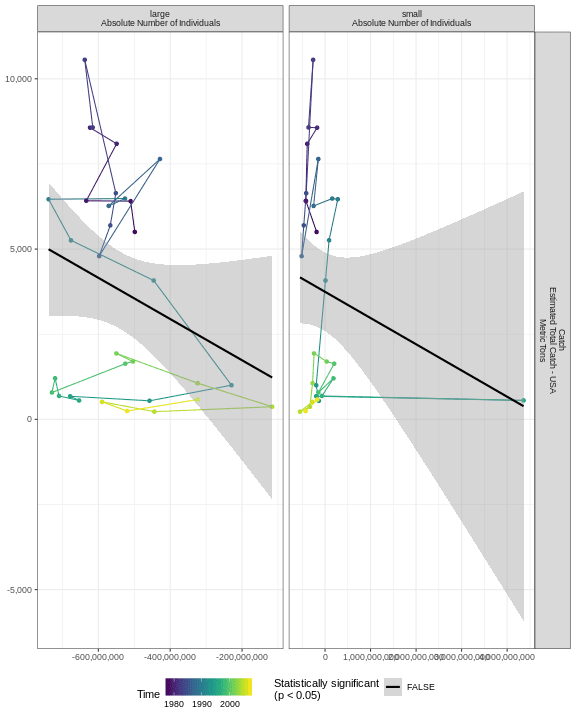 large
Absolute Number of Individuals
small
Absolute Number of Individuals
10,000
5,000
0
-5,000
Catch
Estimated Total Catch - USA
Metric Tons
-600,000,000
-400,000,000
-200,000,000
0
1,000,000,000
2,000,000,000
3,000,000,000
4,000,000,000
Time
1980
1990
2000
Statistically significant
(p < 0.05)
FALSE